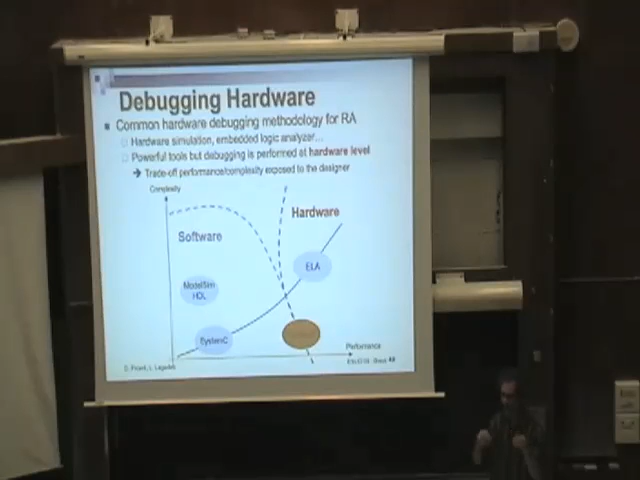 Debugging Hardware
Common hardware debugging methodology for RA
Hardware simulation, embedded logic analyzer...
Powerful tools but debugging is performed at hardware level
Trade-off performance/complexity exposed to the designer
Complexity
Hardware
Software
ELA
ModelSim
HDL
SystemC
Performance